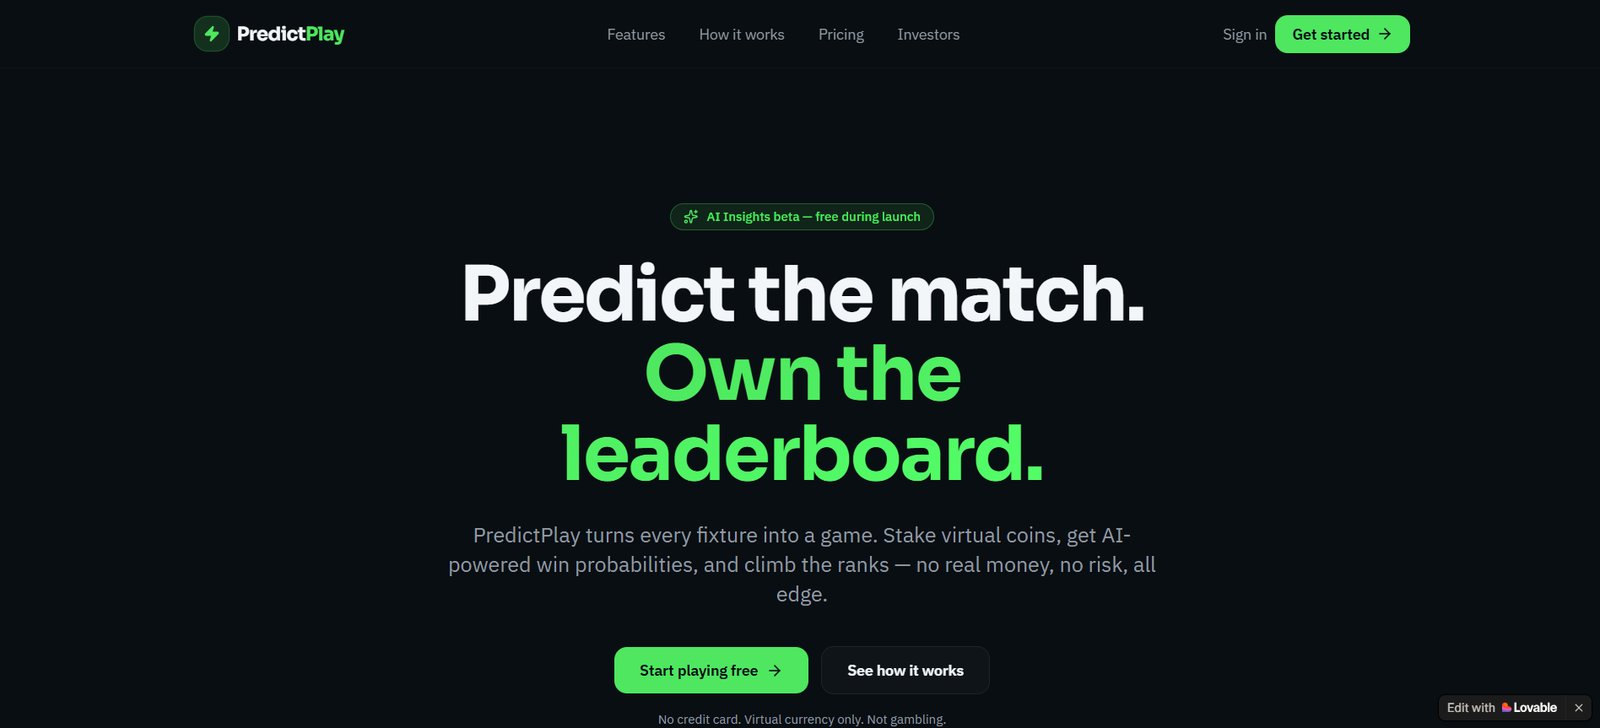 PredictPlay
Features
How it works
Pricing
Investors
Sign in
Get started
AI Insights beta — free during launch
Predict the match.
Own the
leaderboard.
PredictPlay turns every fixture into a game. Stake virtual coins, get AI-
powered win probabilities, and climb the ranks — no real money, no risk, all
edge.
Start playing free
See how it works
No credit card. Virtual currency only. Not gambling.
Edit with Lovable